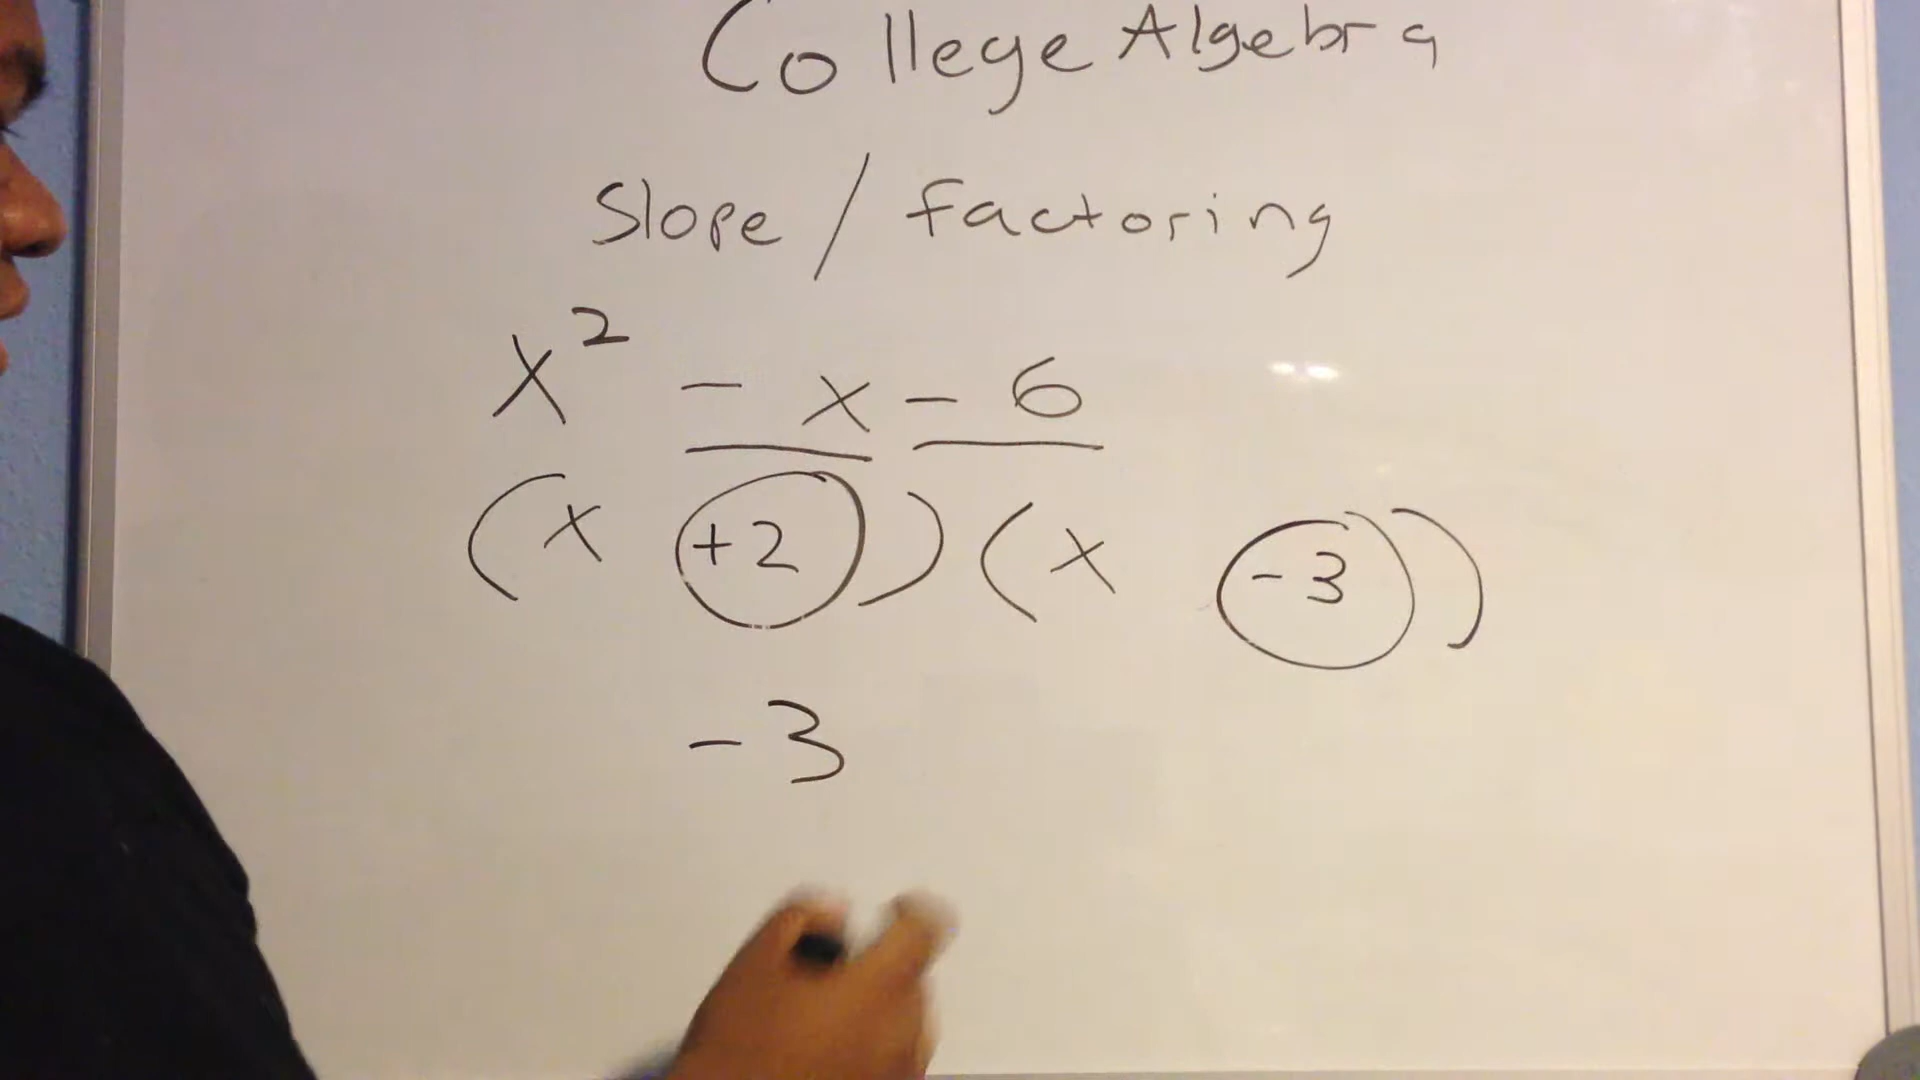 College Algebra
Slope / factoring
x² - x - 6
(x +2) (x -3)
-3